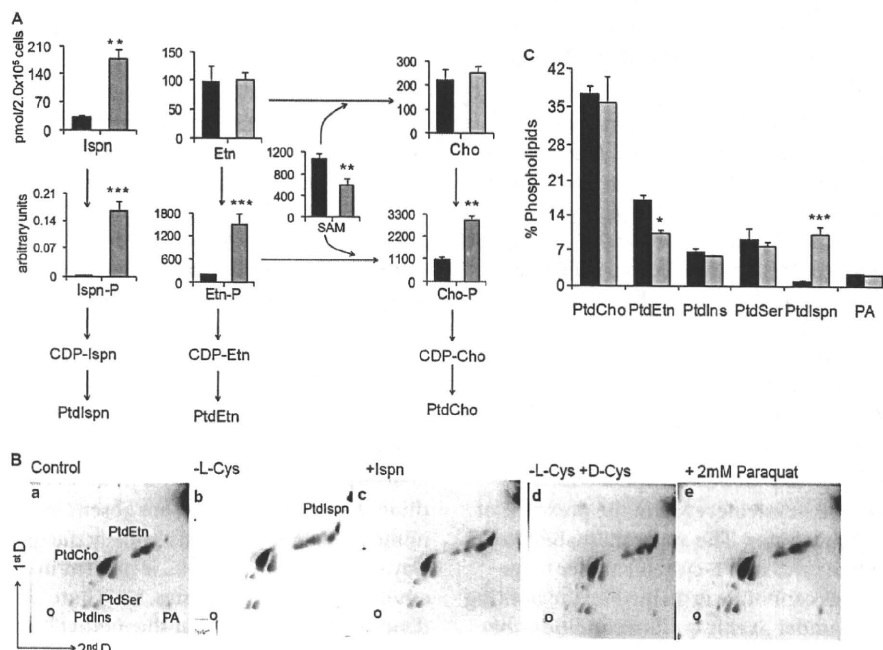 A
pmol/2.0x10⁶ cells
210
140
70
0
**
Ispn
150
100
50
0
Etn
300
200
100
0
Cho
1200
800
400
0
**
SAM
arbitrary units
0.21
0.14
0.07
0
***
Ispn-P
1800
1200
600
0
***
Etn-P
3300
2200
1100
0
**
Cho-P
CDP-Ispn
CDP-Etn
CDP-Cho
PtdIspn
PtdEtn
PtdCho
C
% Phospholipids
42
35
28
21
14
7
0
*
***
PtdCho PtdEtn PtdIns PtdSer PtdIspn PA
B
Control
-L-Cys
+Ispn
-L-Cys +D-Cys
+ 2mM Paraquat
a
b
c
d
e
PtdIspn
PtdEtn
PtdCho
PtdSer
PtdIns
PA
O
O
O
O
O
1ˢᵗ D
2ⁿᵈ D